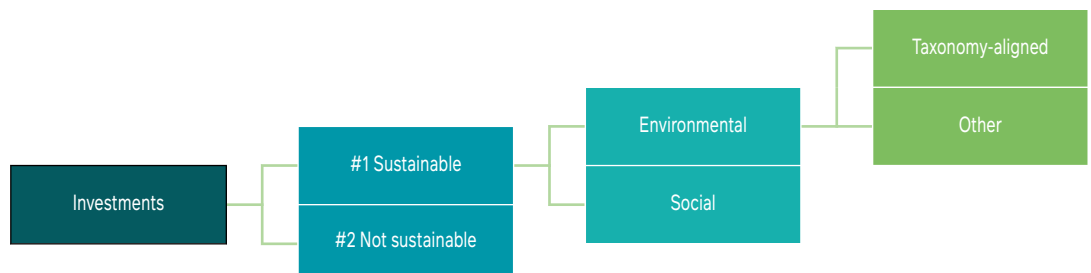 Taxonomy-aligned
Environmental
Other
#1 Sustainable
Investments
Social
#2 Not sustainable